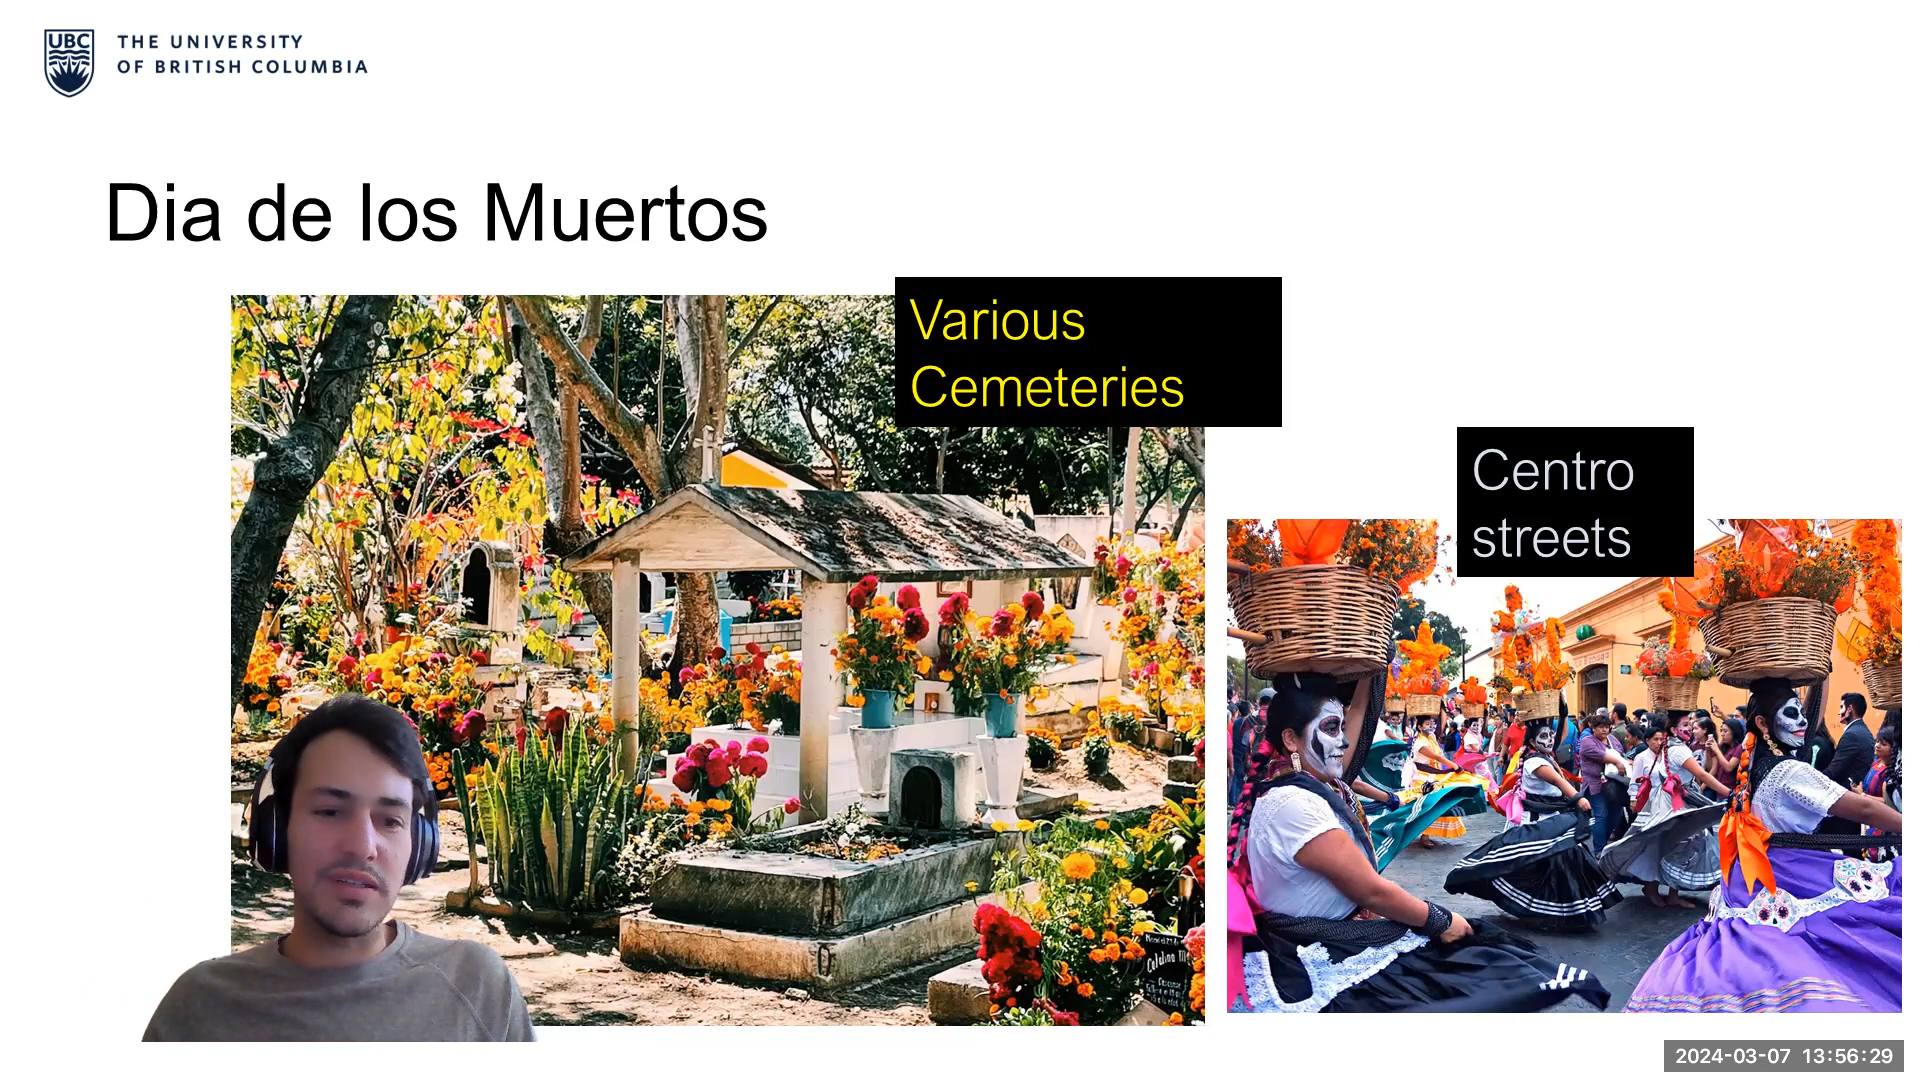 UBC
THE UNIVERSITY
OF BRITISH COLUMBIA
Dia de los Muertos
Various
Cemeteries
Centro
streets
2024-03-07 13:56:29